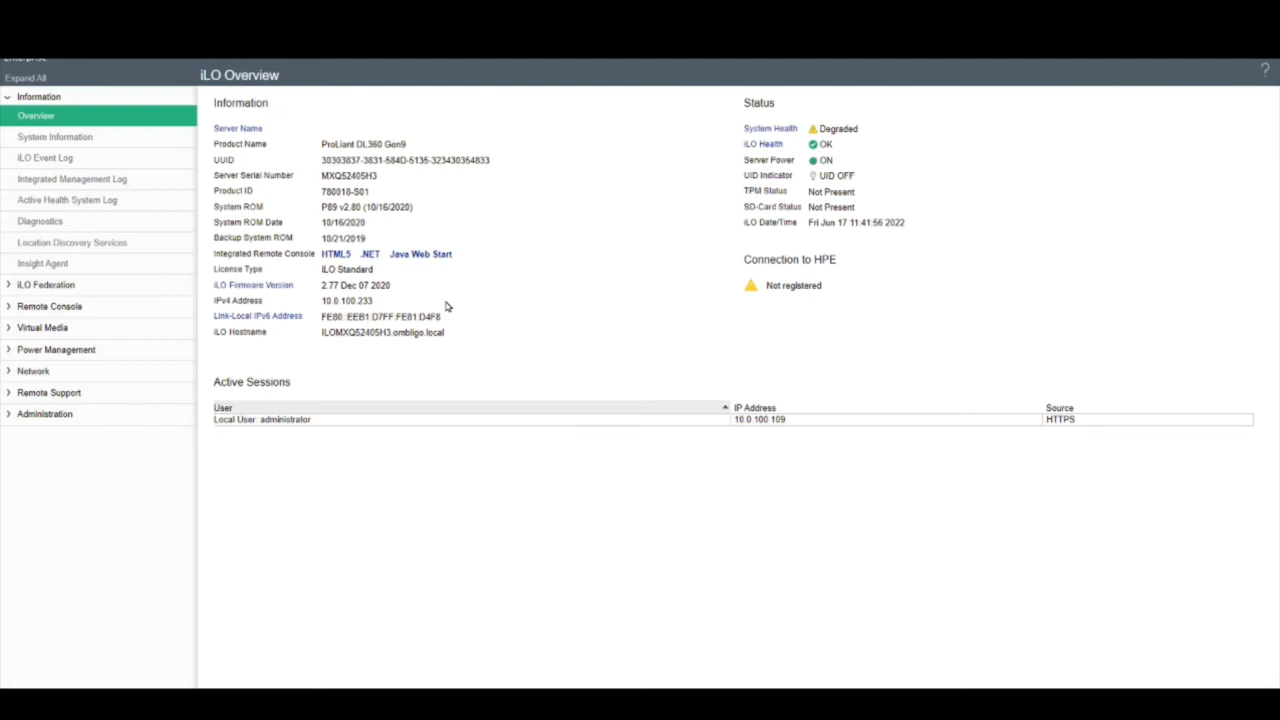 Expand All
iLO Overview
?
Information
Overview
System Information
iLO Event Log
Integrated Management Log
Active Health System Log
Diagnostics
Location Discovery Services
Insight Agent
iLO Federation
Remote Console
Virtual Media
Power Management
Network
Remote Support
Administration
Information
Server Name
Product Name ProLiant DL360 Gen9
UUID 30303837-3831-584D-5135-323430354833
Server Serial Number MXQ52405H3
Product ID 780018-S01
System ROM P89 v2.80 (10/16/2020)
System ROM Date 10/16/2020
Backup System ROM 10/21/2019
Integrated Remote Console HTML5 .NET Java Web Start
License Type iLO Standard
iLO Firmware Version 2.77 Dec 07 2020
IPv4 Address 10.0.100.233
Link-Local IPv6 Address FE80::EEB1:D7FF:FE81:D4F8
iLO Hostname ILOMXQ52405H3.ombligo.local
Status
System Health Degraded
iLO Health OK
Server Power ON
UID Indicator UID OFF
TPM Status Not Present
SD-Card Status Not Present
iLO Date/Time Fri Jun 17 11:41:56 2022
Connection to HPE
Not registered
Active Sessions
User IP Address Source
Local User: administrator 10.0.100.109 HTTPS